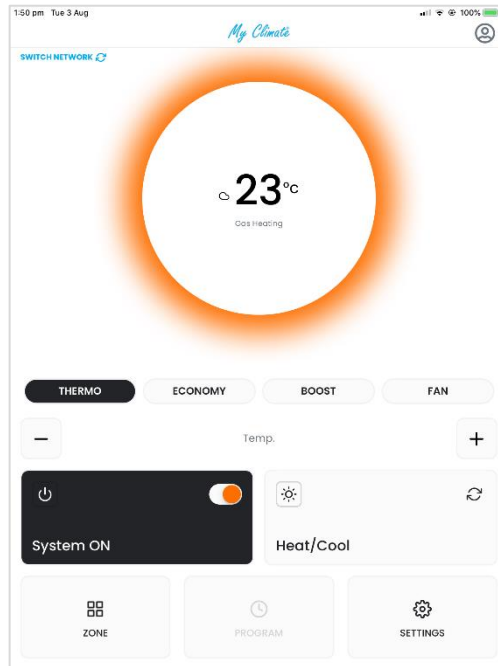 1:50 pm Tue 3 Aug
100%
My Climate
SWITCH NETWORK
23°C
Gas Heating
THERMO ECONOMY BOOST FAN
− Temp. +
System ON Heat/Cool
ZONE PROGRAM SETTINGS